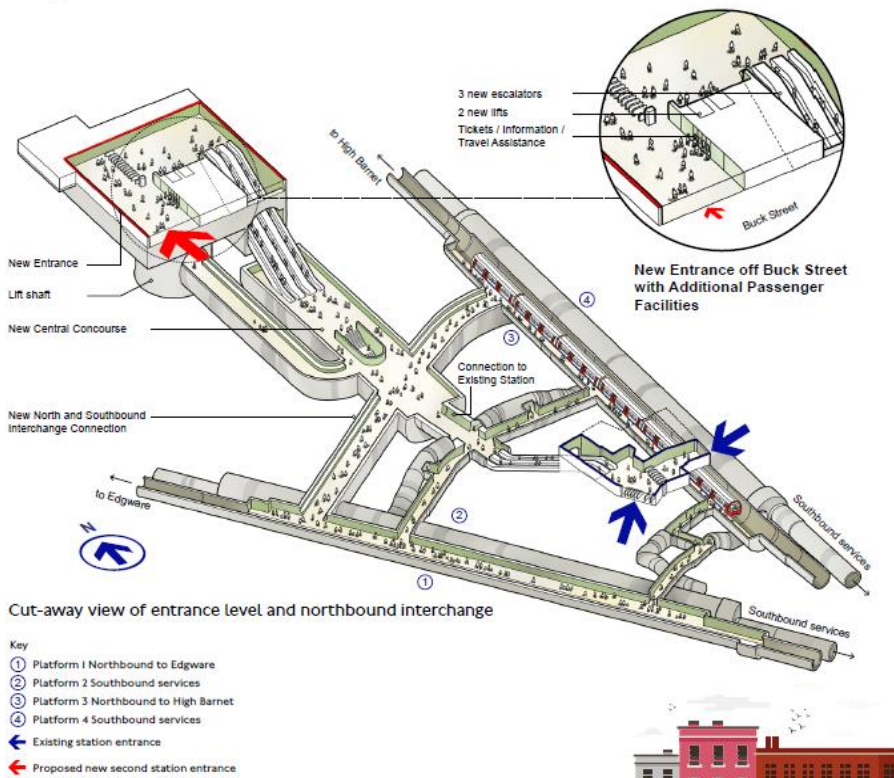 3 new escalators
2 new lifts
Tickets / Information /
Travel Assistance
to High Barnet
Buck Street
New Entrance off Buck Street
with Additional Passenger
Facilities
New Entrance
Lift shaft
4
New Central Concourse
3
Connection to
Existing Station
New North and Southbound
Interchange Connection
to Edgware
N
2
1
Southbound services
Southbound services
Cut-away view of entrance level and northbound interchange
Key
1 Platform 1 Northbound to Edgware
2 Platform 2 Southbound services
3 Platform 3 Northbound to High Barnet
4 Platform 4 Southbound services
Existing station entrance
Proposed new second station entrance